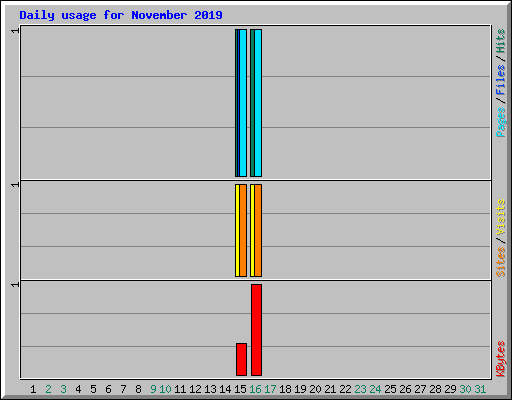 Daily usage for November 2019
1
1
1
Pages/Files/Hits
Sites/Visits
KBytes
1 2 3 4 5 6 7 8 9 10 11 12 13 14 15 16 17 18 19 20 21 22 23 24 25 26 27 28 29 30 31